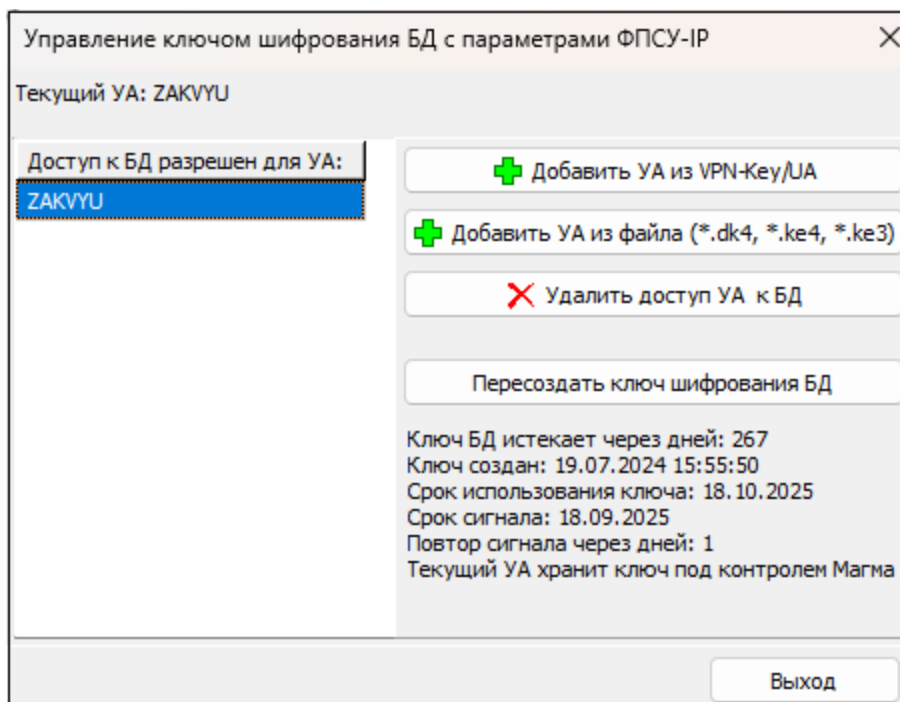 Управление ключом шифрования БД с параметрами ФПСУ-IP
Текущий УА: ZAKVYU
Доступ к БД разрешен для УА:
ZAKVYU
Добавить УА из VPN-Key/UA
Добавить УА из файла (*.dk4, *.ke4, *.ke3)
Удалить доступ УА к БД
Пересоздать ключ шифрования БД
Ключ БД истекает через дней: 267
Ключ создан: 19.07.2024 15:55:50
Срок использования ключа: 18.10.2025
Срок сигнала: 18.09.2025
Повтор сигнала через дней: 1
Текущий УА хранит ключ под контролем Магма
Выход